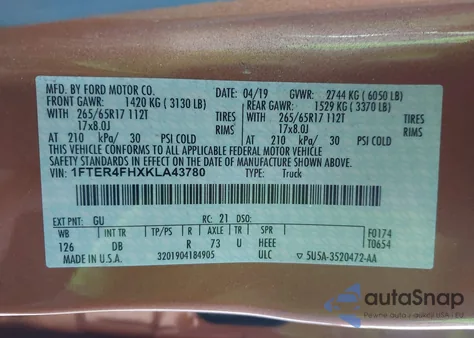 MFD. BY FORD MOTOR CO.
DATE: 04/19 GVWR: 2744 KG (6050 LB)
FRONT GAWR: 1420 KG (3130 LB) REAR GAWR: 1529 KG (3370 LB)
WITH 265/65R17 112T TIRES WITH 265/65R17 112T TIRES
17x8.0J RIMS 17x8.0J RIMS
AT 210 kPa/ 30 PSI COLD AT 210 kPa/ 30 PSI COLD
THIS VEHICLE CONFORMS TO ALL APPLICABLE FEDERAL MOTOR VEHICLE
SAFETY AND THEFT PREVENTION STANDARDS IN EFFECT ON THE DATE OF
MANUFACTURE SHOWN ABOVE.
VIN: 1FTER4FHXKLA43780 TYPE: Truck
EXT PNT: GU RC: 21 DSO:
WB INT TR TP/PS R AXLE TR SPR F0174
126 DB R 73 U HEEE T0654
MADE IN U.S.A. 3201904184905 ULC ▽ 5U5A-3520472-AA
autoSnap